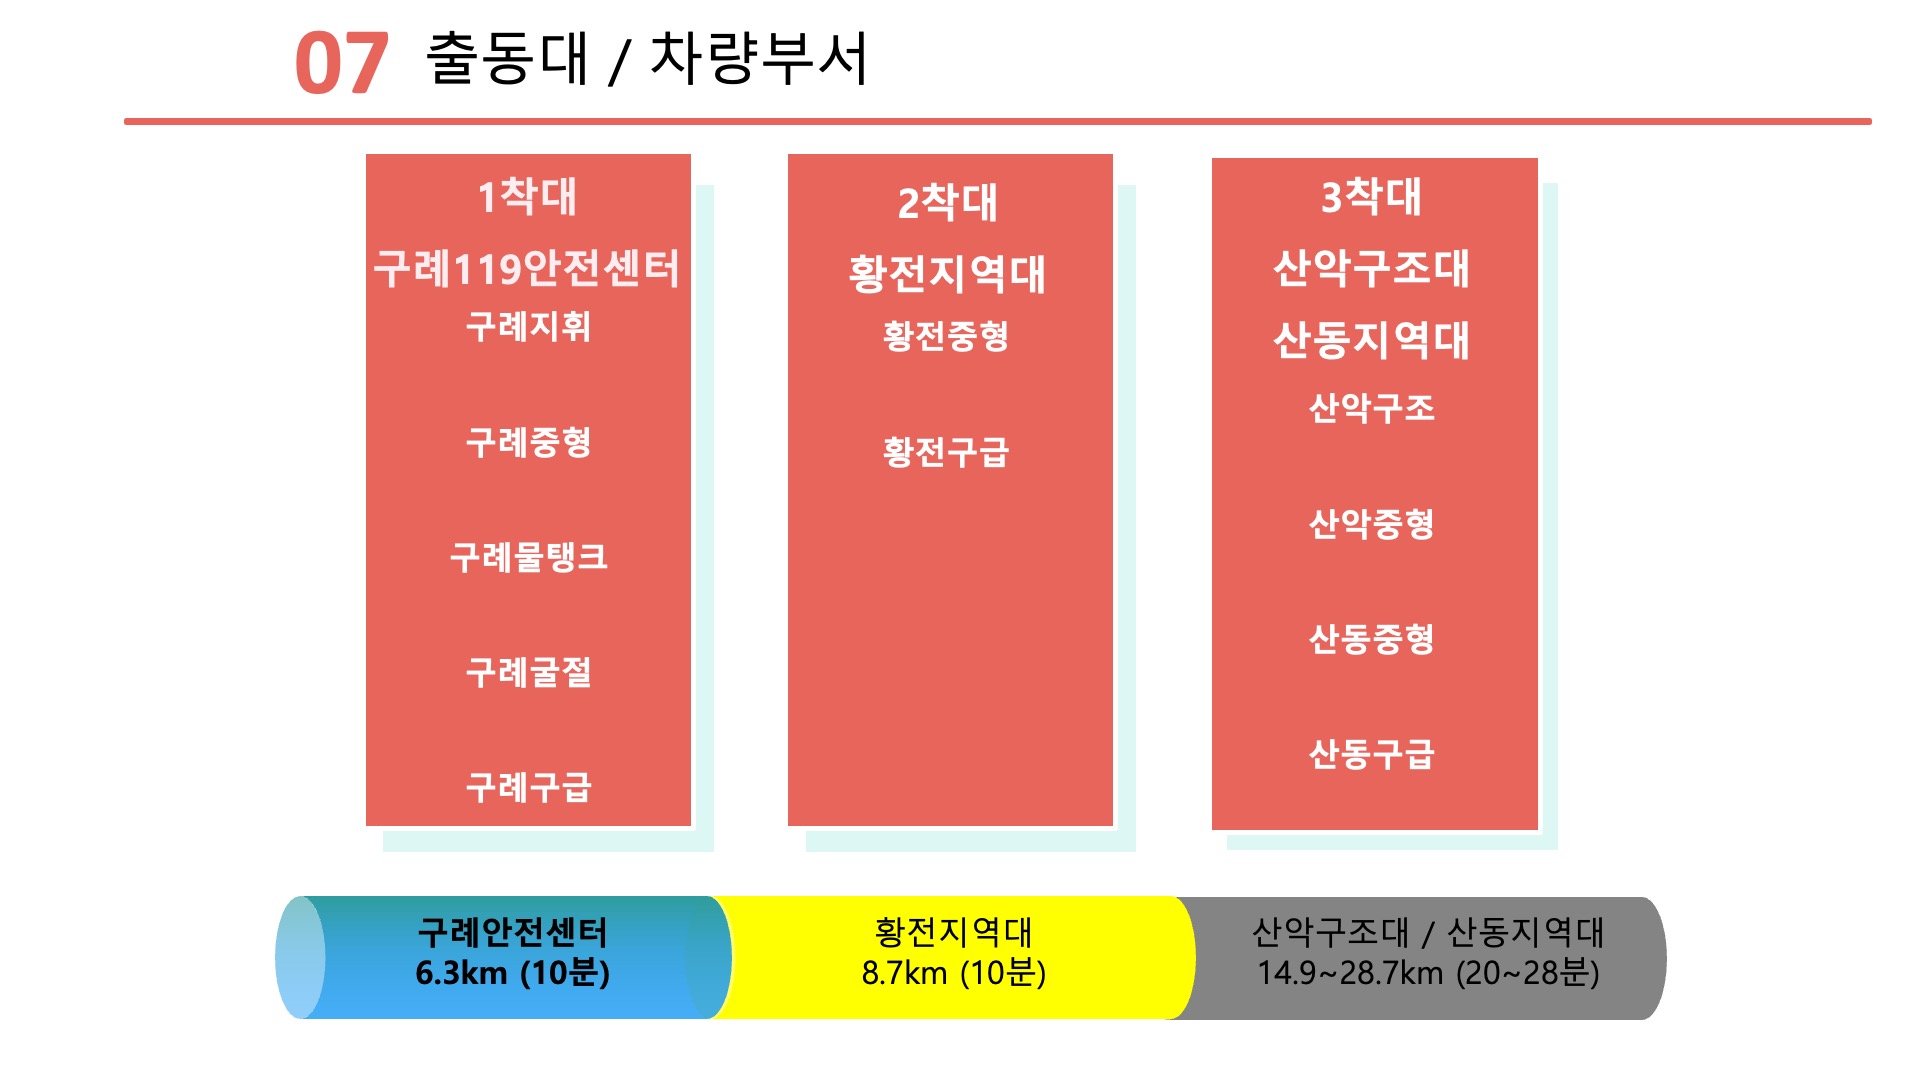 07 출동대 / 차량부서
1착대
구례119안전센터
구례지휘
구례중형
구례물탱크
구례굴절
구례구급
2착대
황전지역대
황전중형
황전구급
3착대
산악구조대
산동지역대
산악구조
산악중형
산동중형
산동구급
구례안전센터
6.3km (10분)
황전지역대
8.7km (10분)
산악구조대 / 산동지역대
14.9~28.7km (20~28분)